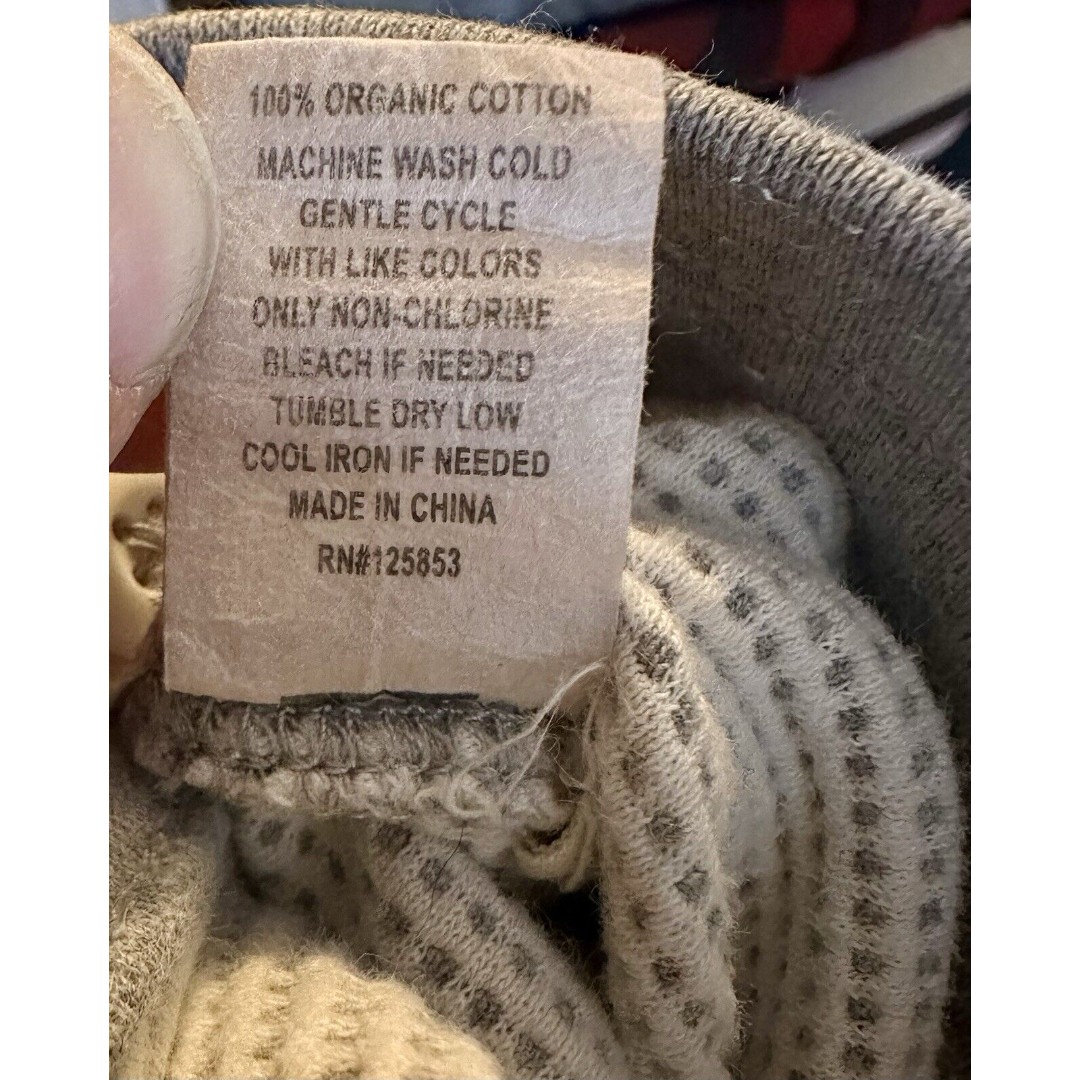 100% ORGANIC COTTON
MACHINE WASH COLD
GENTLE CYCLE
WITH LIKE COLORS
ONLY NON-CHLORINE
BLEACH IF NEEDED
TUMBLE DRY LOW
COOL IRON IF NEEDED
MADE IN CHINA
RN#125853